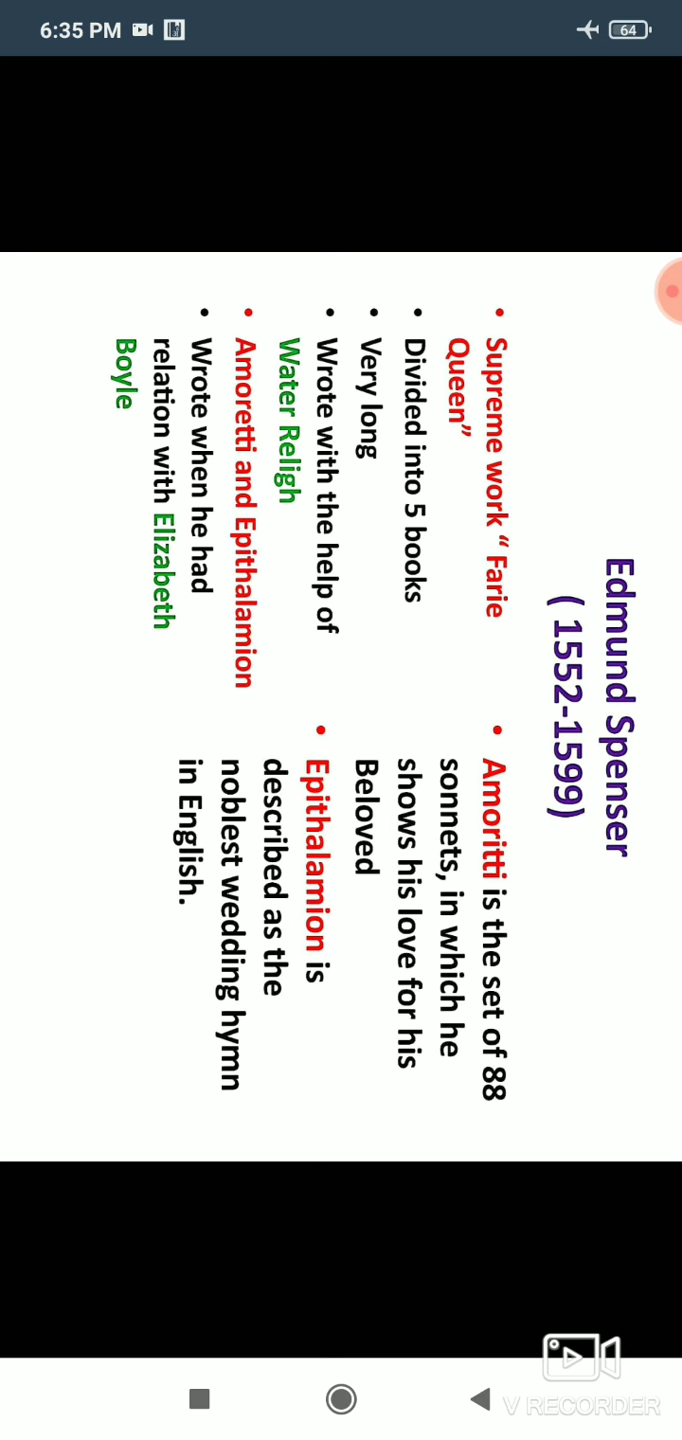 6:35 PM
64
Edmund Spenser
( 1552-1599)
• Supreme work “ Farie
Queen”
• Divided into 5 books
• Very long
• Wrote with the help of
Water Religh
• Amoretti and Epithalamion
• Wrote when he had
relation with Elizabeth
Boyle
• Amoritti is the set of 88
sonnets, in which he
shows his love for his
Beloved
• Epithalamion is
described as the
noblest wedding hymn
in English.
V RECORDER